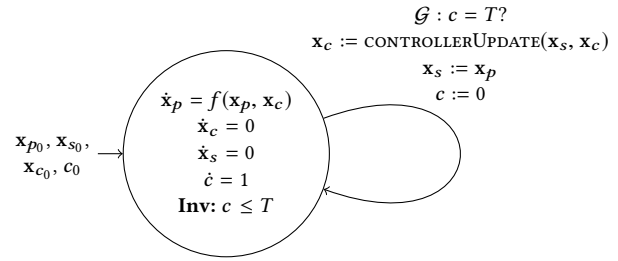 𝒢 : c = T?
x_c := CONTROLLERUPDATE(x_s, x_c)
x_s := x_p
c := 0
ẋ_p = f(x_p, x_c)
ẋ_c = 0
ẋ_s = 0
ċ = 1
Inv: c ≤ T
x_{p_0}, x_{s_0},
x_{c_0}, c_0